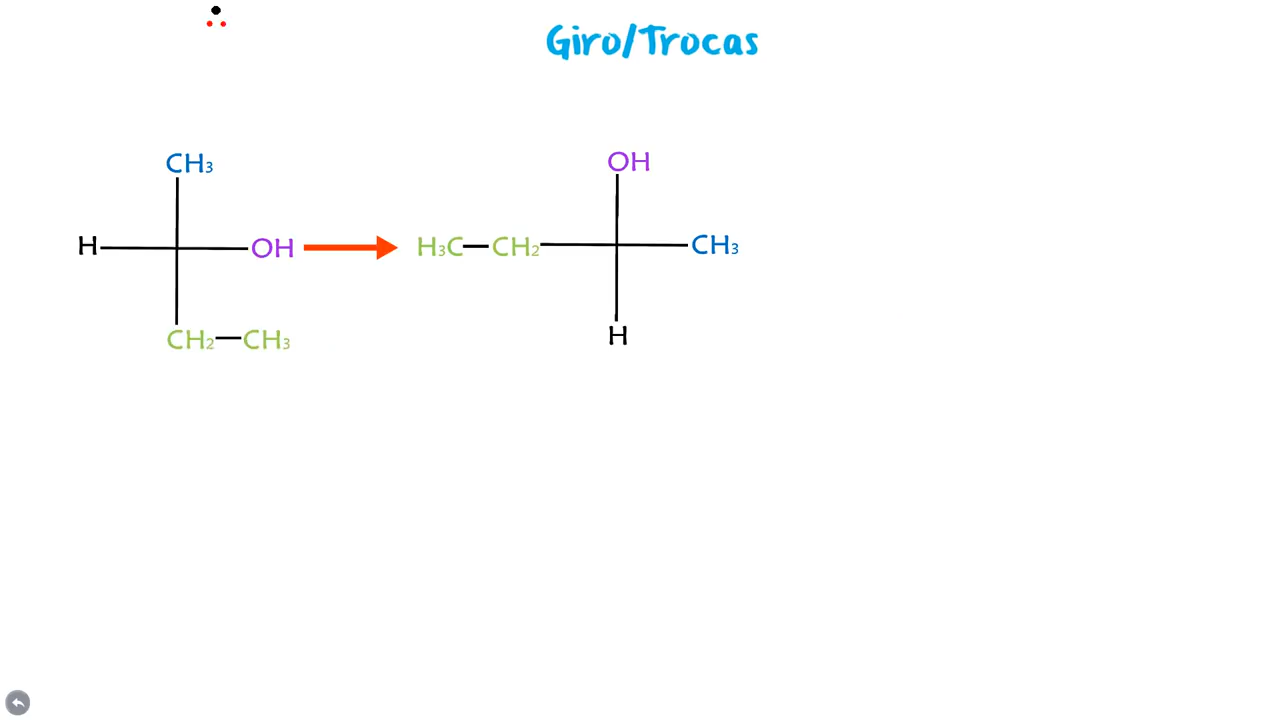 Giro/Trocas
CH₃
OH
H
OH
H₃C–CH₂
CH₃
CH₂–CH₃
H